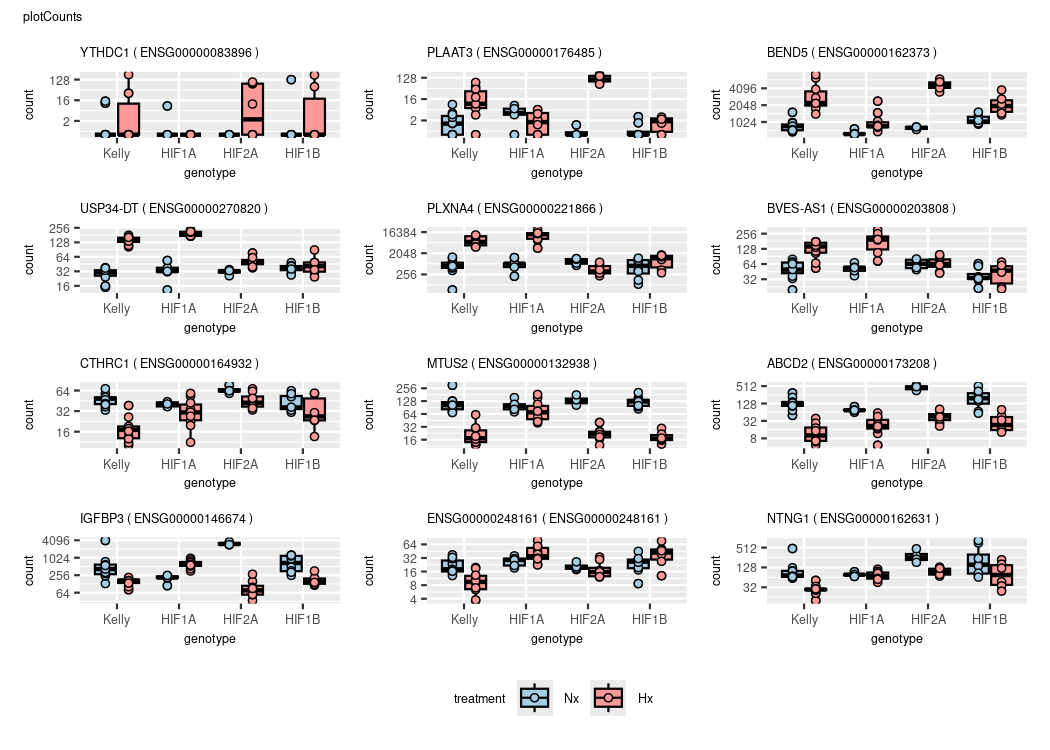 plotCounts
YTHDC1 ( ENSG00000083896 )
128
16
2
count
Kelly HIF1A HIF2A HIF1B
genotype
PLAAT3 ( ENSG00000176485 )
128
16
2
count
Kelly HIF1A HIF2A HIF1B
genotype
BEND5 ( ENSG00000162373 )
4096
2048
1024
count
Kelly HIF1A HIF2A HIF1B
genotype
USP34-DT ( ENSG00000270820 )
256
128
64
32
16
count
Kelly HIF1A HIF2A HIF1B
genotype
PLXNA4 ( ENSG00000221866 )
16384
2048
256
count
Kelly HIF1A HIF2A HIF1B
genotype
BVES-AS1 ( ENSG00000203808 )
256
128
64
32
count
Kelly HIF1A HIF2A HIF1B
genotype
CTHRC1 ( ENSG00000164932 )
64
32
16
count
Kelly HIF1A HIF2A HIF1B
genotype
MTUS2 ( ENSG00000132938 )
256
128
64
32
16
count
Kelly HIF1A HIF2A HIF1B
genotype
ABCD2 ( ENSG00000173208 )
512
128
32
8
count
Kelly HIF1A HIF2A HIF1B
genotype
IGFBP3 ( ENSG00000146674 )
4096
1024
256
64
count
Kelly HIF1A HIF2A HIF1B
genotype
ENSG00000248161 ( ENSG00000248161 )
64
32
16
8
4
count
Kelly HIF1A HIF2A HIF1B
genotype
NTNG1 ( ENSG00000162631 )
512
128
32
count
Kelly HIF1A HIF2A HIF1B
genotype
treatment Nx Hx